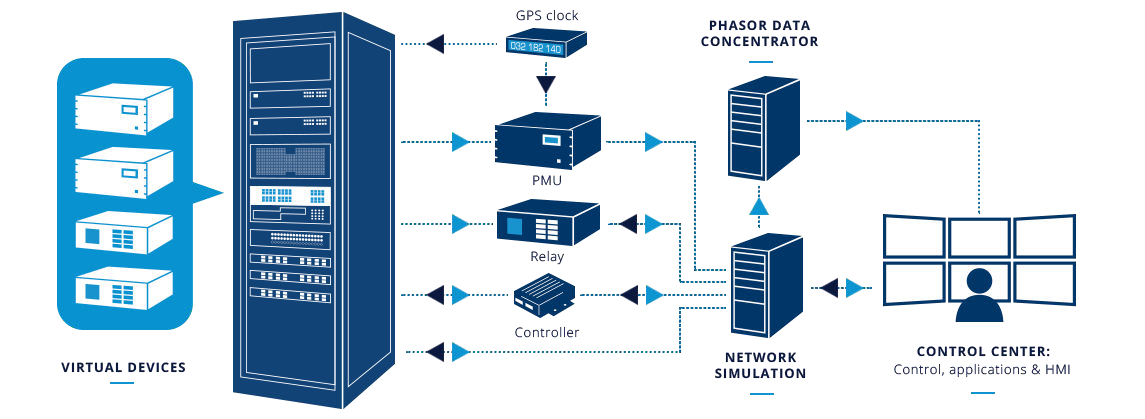 GPS clock
032 182 140
PHASOR DATA
CONCENTRATOR
PMU
Relay
Controller
VIRTUAL DEVICES
NETWORK
SIMULATION
CONTROL CENTER:
Control, applications & HMI